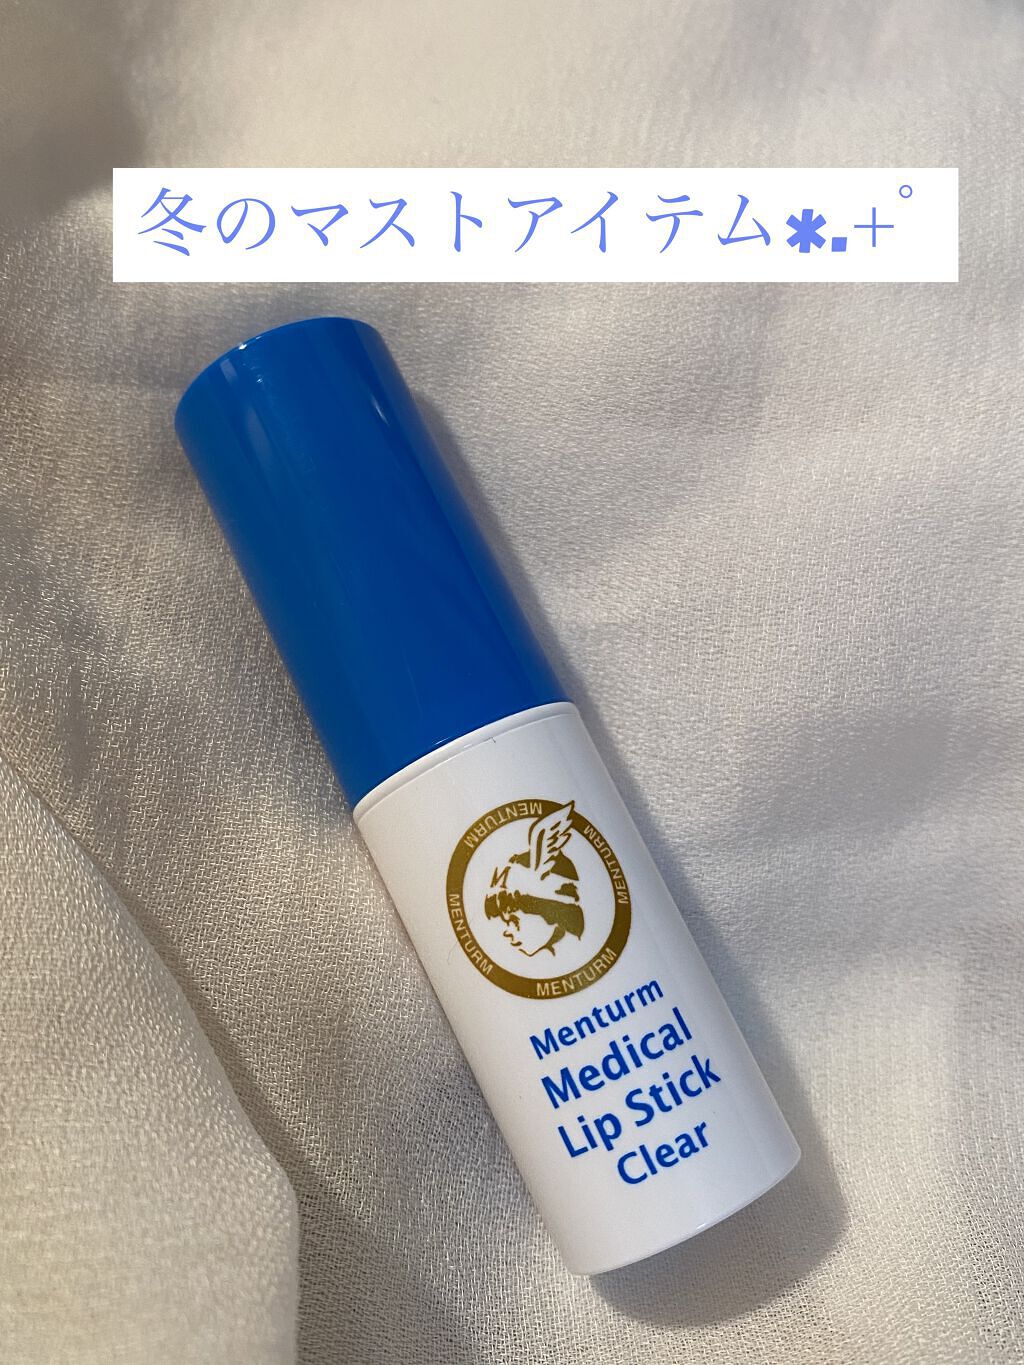 冬のマストアイテム✱.+ﾟ
MENTURM
MENTURM
MENTURM
MENTURM
Menturm
Medical
Lip Stick
Clear